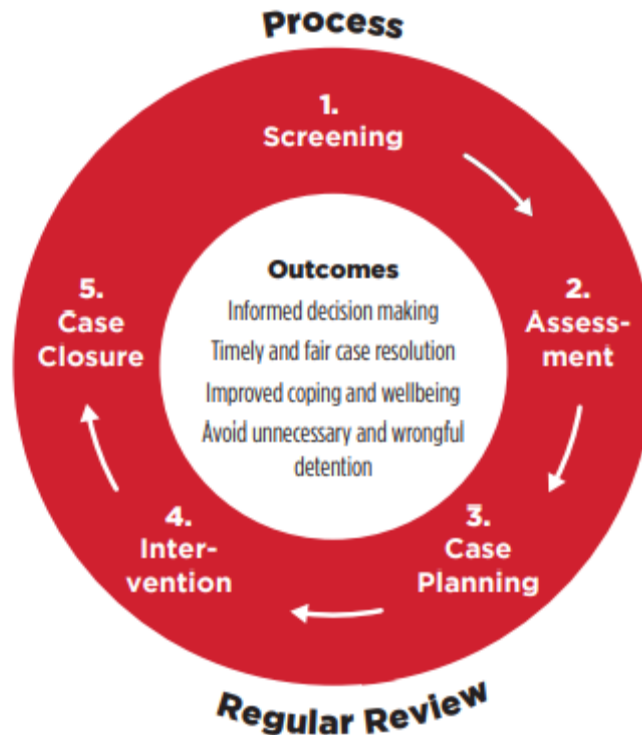 Process
1.
Screening
2.
Assess-
ment
3.
Case
Planning
4.
Inter-
vention
5.
Case
Closure
Outcomes
Informed decision making
Timely and fair case resolution
Improved coping and wellbeing
Avoid unnecessary and wrongful
detention
Regular Review